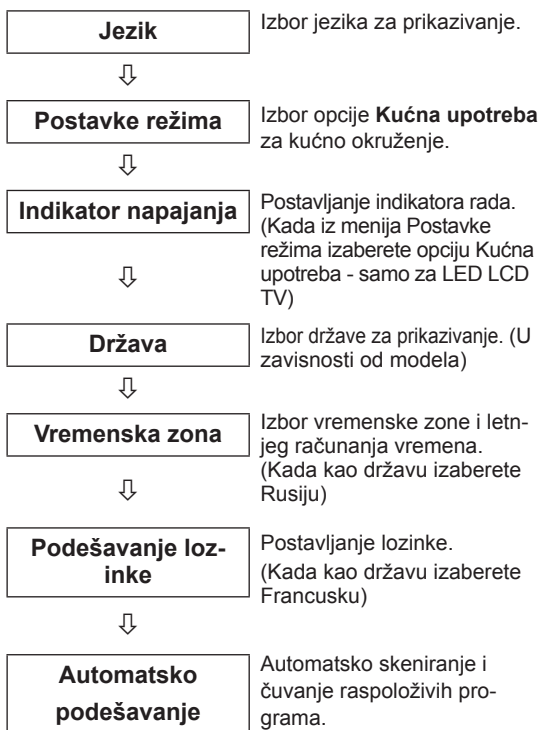 Jezik
Izbor jezika za prikazivanje.
Postavke režima
Izbor opcije Kućna upotreba
za kućno okruženje.
Indikator napajanja
Postavljanje indikatora rada.
(Kada iz menija Postavke
režima izaberete opciju Kućna
upotreba - samo za LED LCD
TV)
Država
Izbor države za prikazivanje. (U
zavisnosti od modela)
Vremenska zona
Izbor vremenske zone i let-
njeg računanja vremena.
(Kada kao državu izaberete
Rusiju)
Podešavanje loz-
inke
Postavljanje lozinke.
(Kada kao državu izaberete
Francusku)
Automatsko
podešavanje
Automatsko skeniranje i
čuvanje raspoloživih pro-
grama.